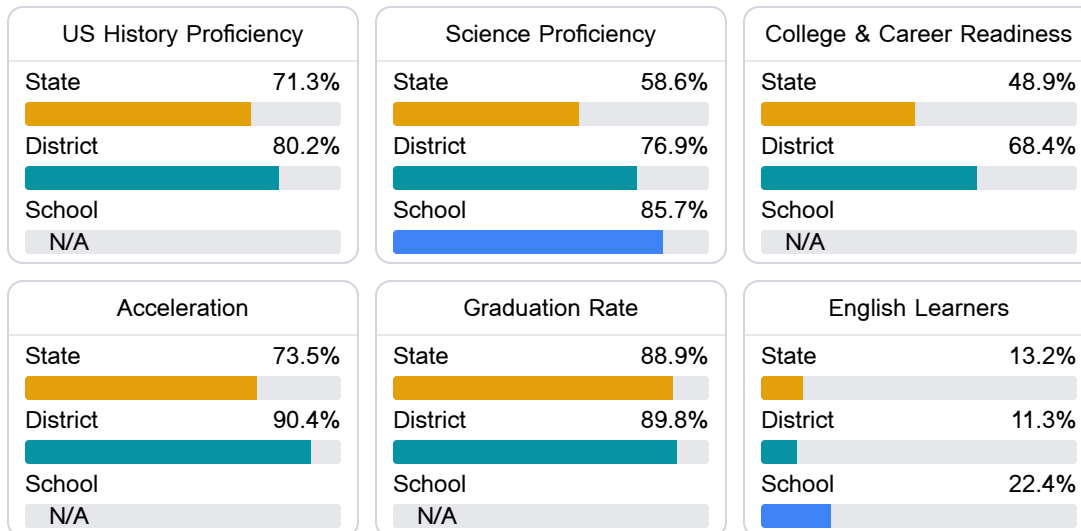 US History Proficiency
State 71.3%
District 80.2%
School
N/A
Science Proficiency
State 58.6%
District 76.9%
School 85.7%
College & Career Readiness
State 48.9%
District 68.4%
School
N/A
Acceleration
State 73.5%
District 90.4%
School
N/A
Graduation Rate
State 88.9%
District 89.8%
School
N/A
English Learners
State 13.2%
District 11.3%
School 22.4%